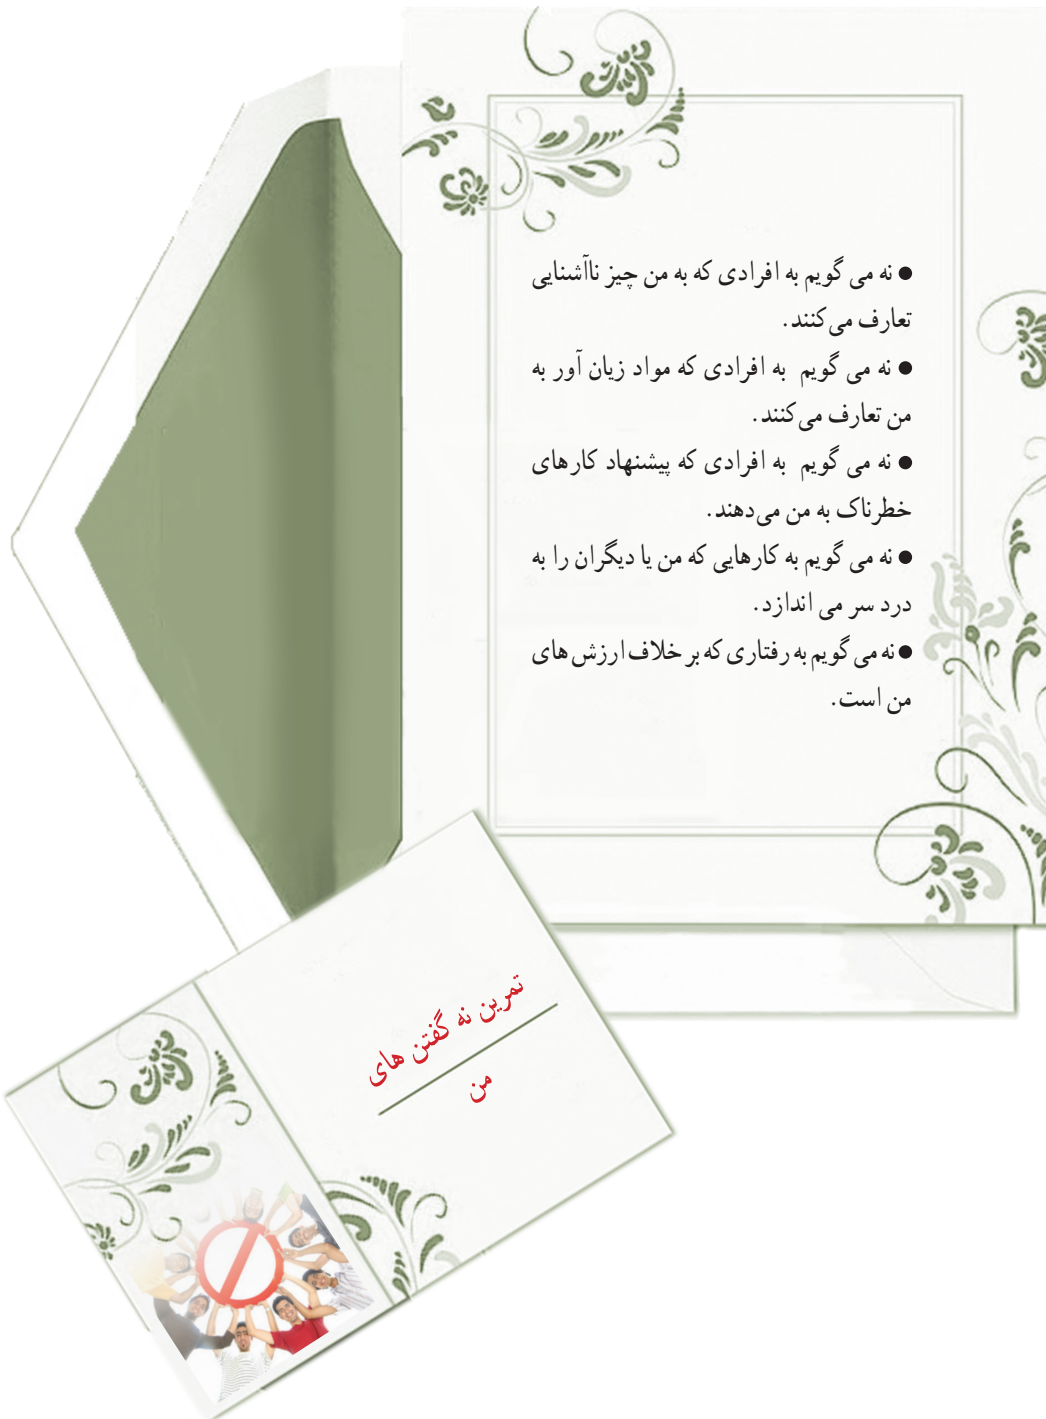 ● نه می گویم به افرادی که به من چیز ناآشنایی
تعارف می‌کنند.
● نه می گویم به افرادی که مواد زیان آور به
من تعارف می‌کنند.
● نه می گویم به افرادی که پیشنهاد کارهای
خطرناک به من می‌دهند.
● نه می گویم به کارهایی که من یا دیگران را به
درد سر می اندازد.
● نه می گویم به رفتاری که بر خلاف ارزش های
من است.
تمرین نه گفتن های
من